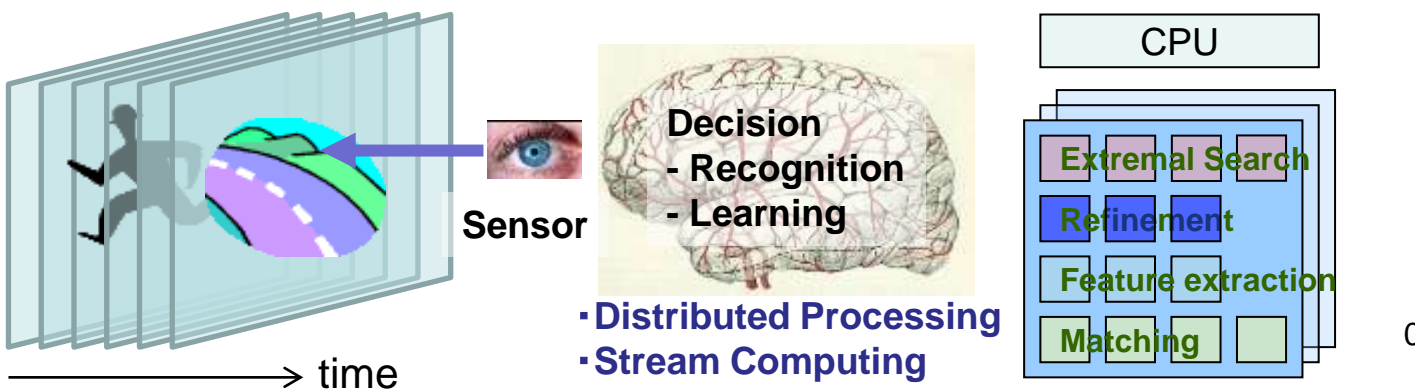 time
Sensor
Decision
- Recognition
- Learning
・Distributed Processing
・Stream Computing
CPU
Extremal Search
Refinement
Feature extraction
Matching